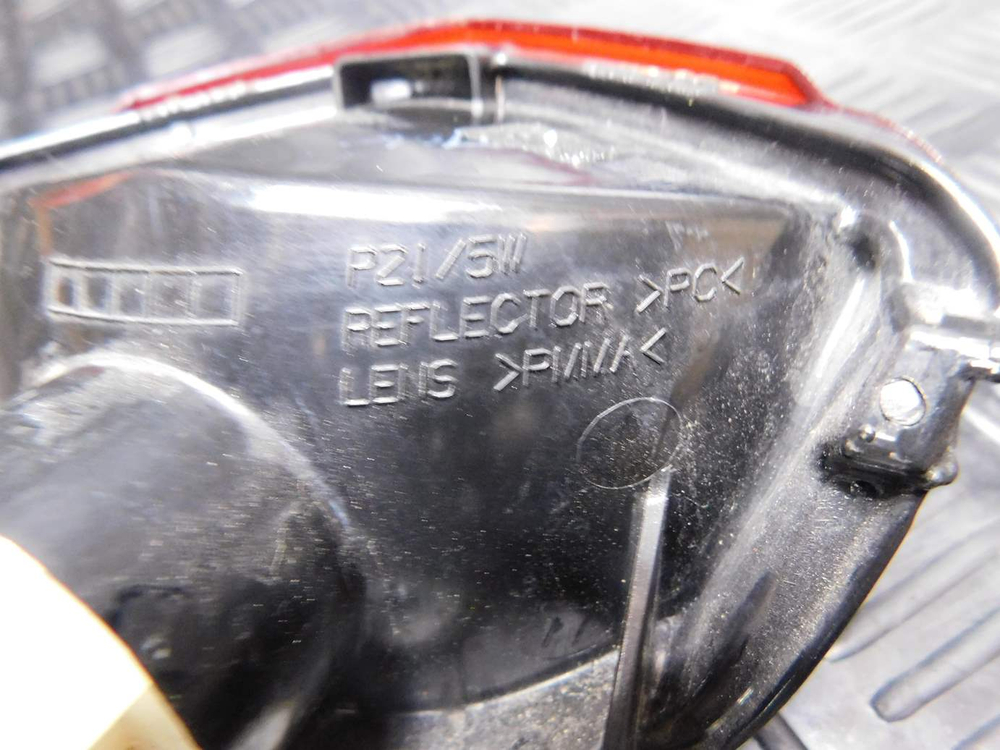 P21/5W
REFLECTOR >PC<
LENS >PMMA<